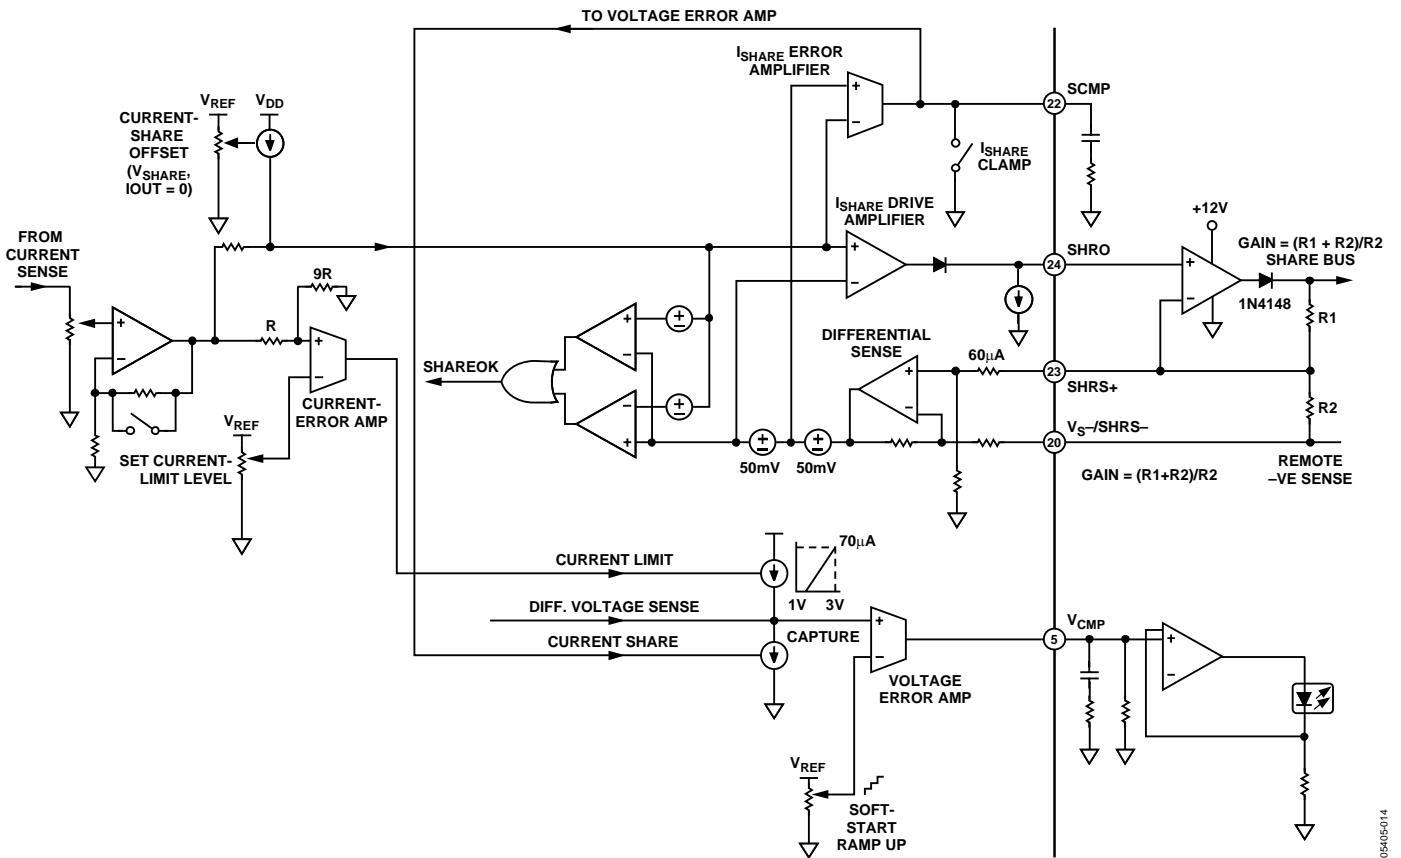 TO VOLTAGE ERROR AMP
ISHARE ERROR
AMPLIFIER
SCMP
22
VREF
VDD
CURRENT-
SHARE
OFFSET
(VSHARE,
IOUT = 0)
ISHARE
CLAMP
ISHARE DRIVE
AMPLIFIER
+12V
FROM
CURRENT
SENSE
SHRO
24
GAIN = (R1 + R2)/R2
SHARE BUS
9R
R
1N4148
R1
DIFFERENTIAL
SENSE
60µA
23
SHRS+
SHAREOK
CURRENT-
ERROR AMP
R2
VREF
VS–/SHRS–
20
SET CURRENT-
LIMIT LEVEL
50mV
50mV
REMOTE
–VE SENSE
GAIN = (R1+R2)/R2
CURRENT LIMIT
70µA
1V
3V
DIFF. VOLTAGE SENSE
CAPTURE
CURRENT SHARE
VCMP
5
VOLTAGE
ERROR AMP
VREF
SOFT-
START
RAMP UP
05405-014
+
–
+
–
+
–
+
–
+
–
–
+
+
–
+
–
+
–
+
–
±
±
±
±